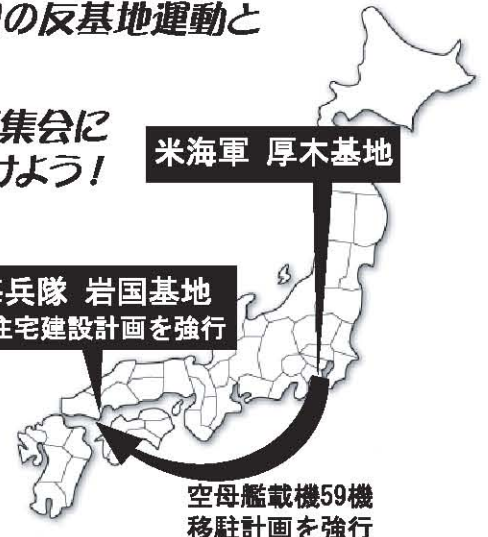 の反基地運動と
集会に
けよう!
米海軍 厚木基地
兵隊 岩国基地
住宅建設計画を強行
空母艦載機59機
移駐計画を強行